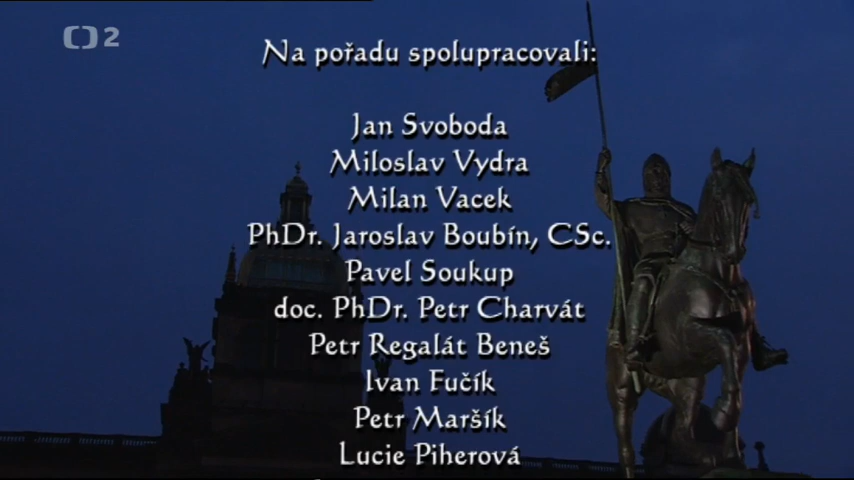 ČT2
Na pořadu spolupracovali:
Jan Svoboda
Miloslav Vydra
Milan Vacek
PhDr. Jaroslav Boubín, CSc.
Pavel Soukup
doc. PhDr. Petr Charvát
Petr Regalát Beneš
Ivan Fučík
Petr Maršík
Lucie Piherová